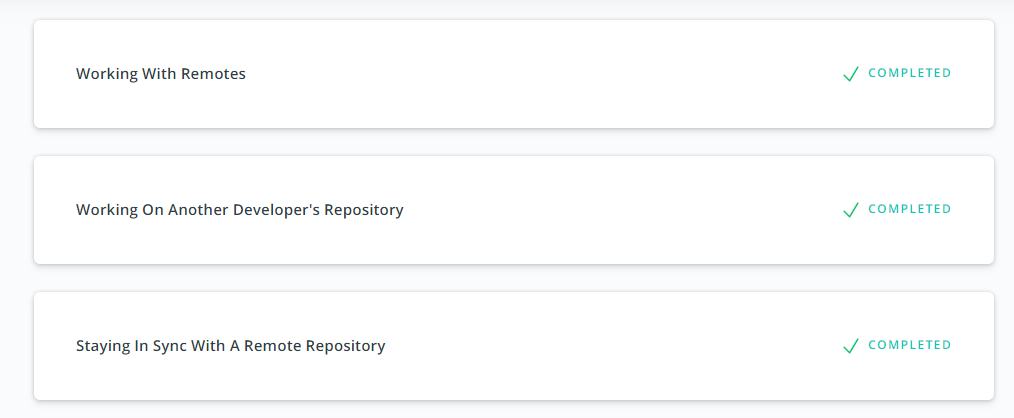 Working With Remotes
COMPLETED
Working On Another Developer's Repository
COMPLETED
Staying In Sync With A Remote Repository
COMPLETED